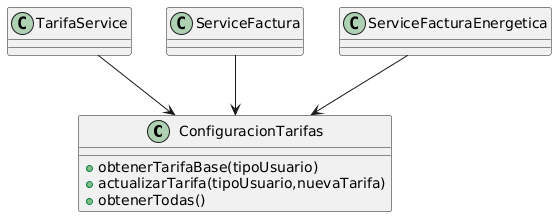 C TarifaService
C ServiceFactura
C ServiceFacturaEnergetica
C ConfiguracionTarifas
obtenerTarifaBase(tipoUsuario)
actualizarTarifa(tipoUsuario,nuevaTarifa)
obtenerTodas()